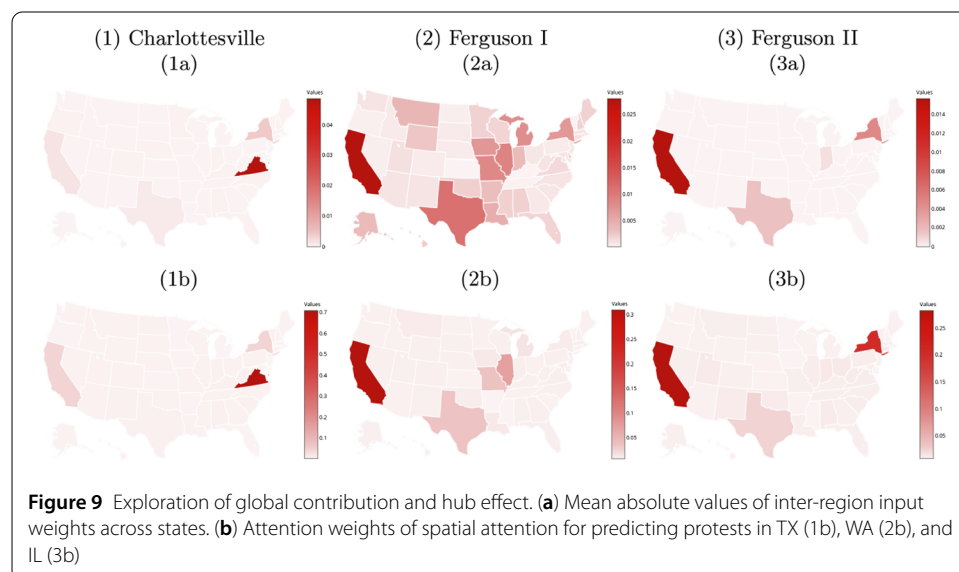 (1) Charlottesville
(2) Ferguson I
(3) Ferguson II
(1a)
(2a)
(3a)
Values
0.04
0.03
0.02
0.01
0
Values
0.025
0.02
0.015
0.01
0.005
Values
0.014
0.012
0.01
0.008
0.006
0.004
0.002
0
(1b)
(2b)
(3b)
Values
0.7
0.6
0.5
0.4
0.3
0.2
0.1
Values
0.3
0.25
0.2
0.15
0.1
0.05
Values
0.25
0.2
0.15
0.1
0.05
Figure 9 Exploration of global contribution and hub effect. (a) Mean absolute values of inter-region input
weights across states. (b) Attention weights of spatial attention for predicting protests in TX (1b), WA (2b), and
IL (3b)